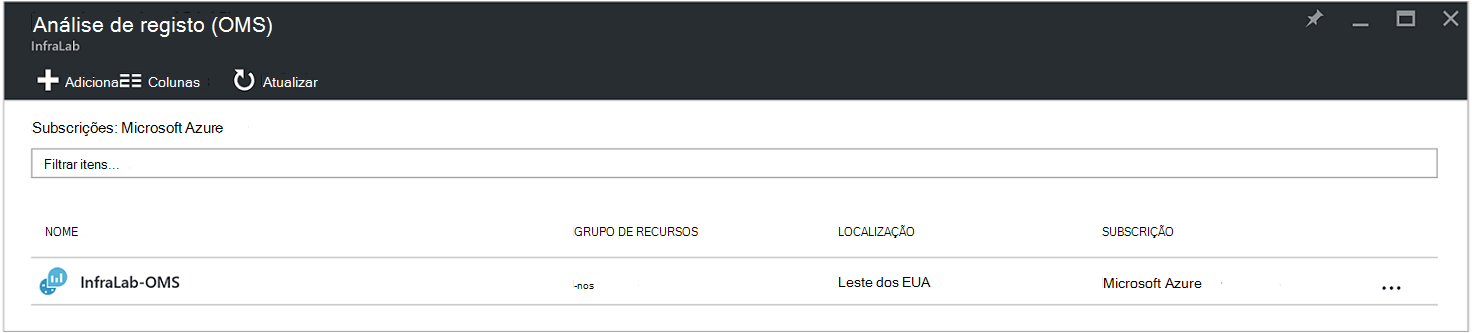 Análise de registo (OMS)
InfraLab
Adiciona Colunas Atualizar
Subscrições: Microsoft Azure
Filtrar itens...
NOME GRUPO DE RECURSOS LOCALIZAÇÃO SUBSCRIÇÃO
InfraLab-OMS -nos Leste dos EUA Microsoft Azure ...